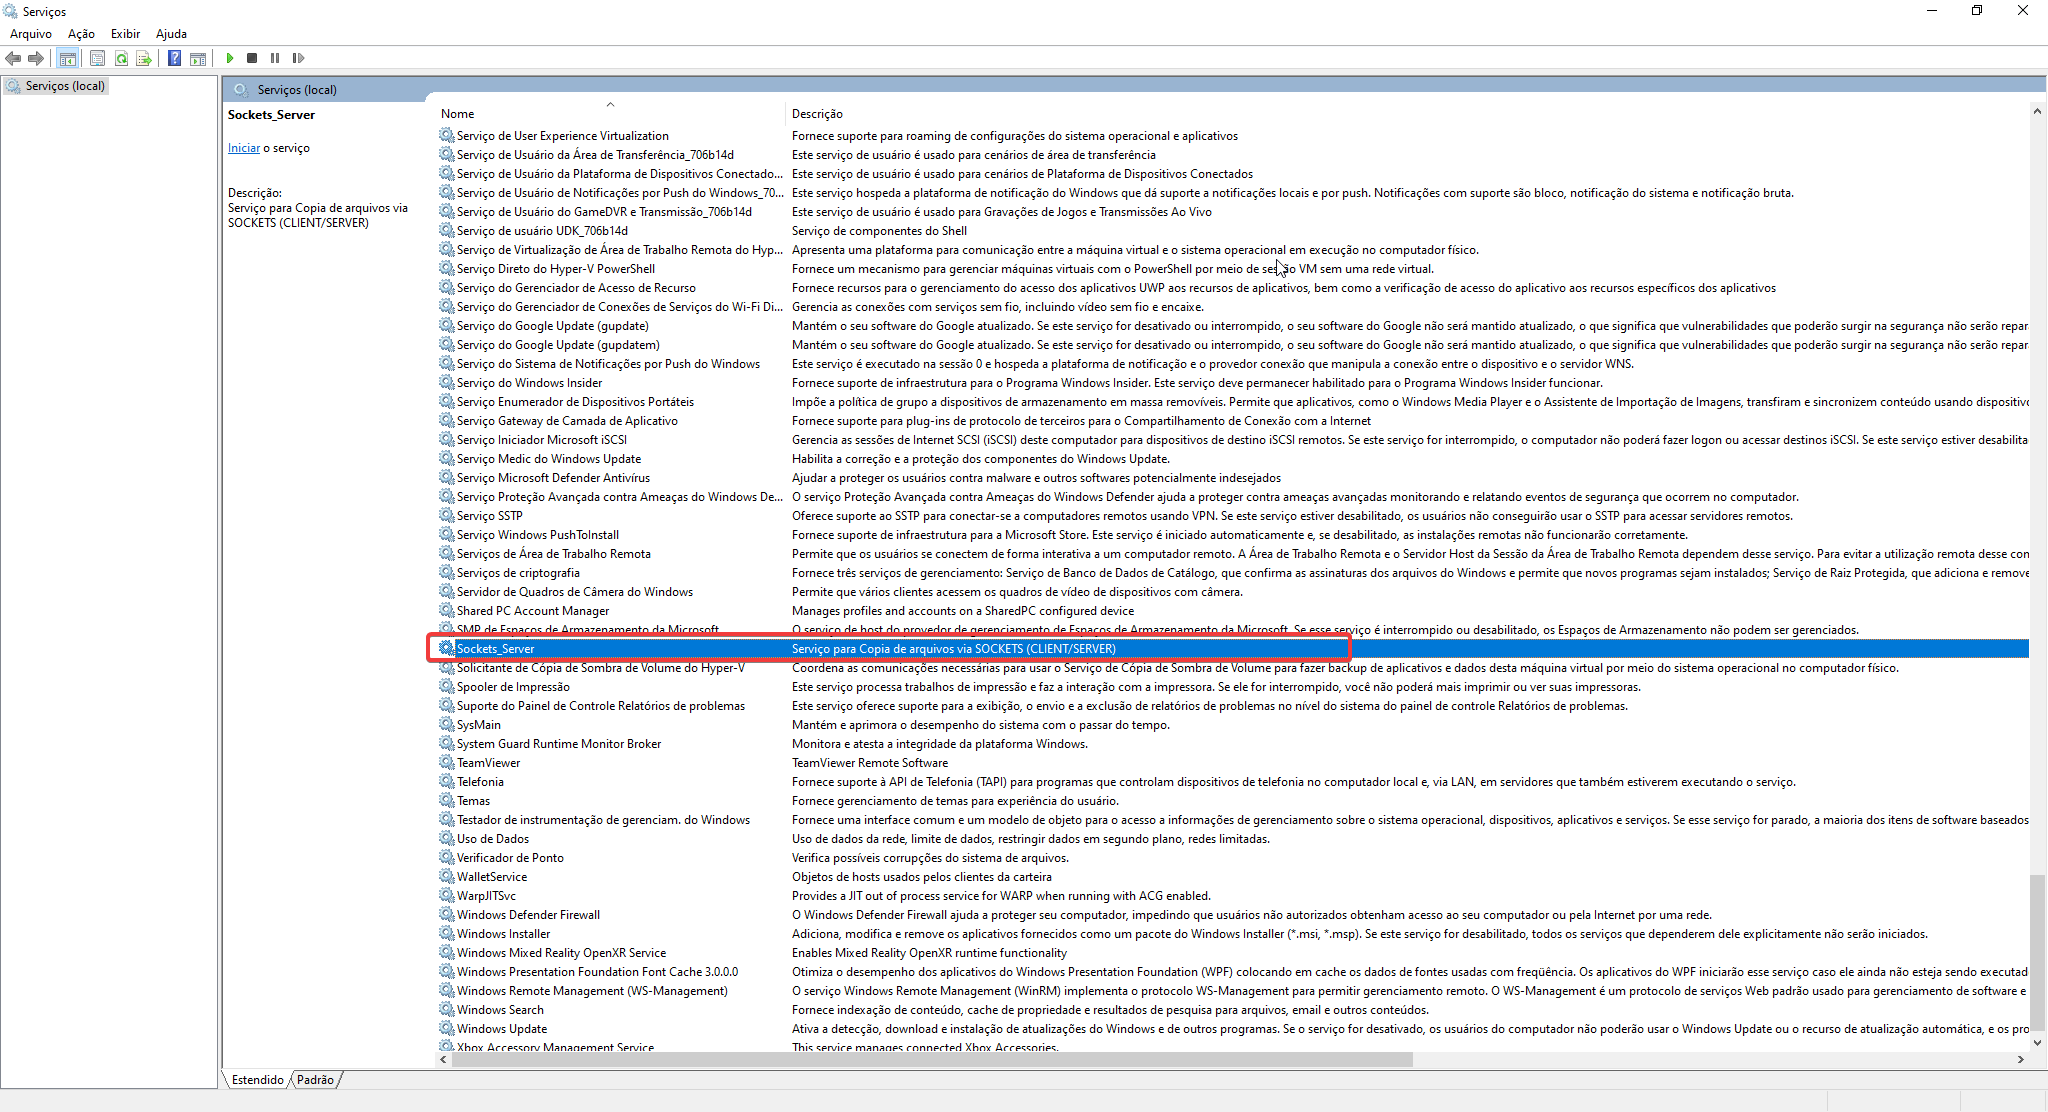 Serviços
Arquivo Ação Exibir Ajuda
Serviços (local)
Serviços (local)
Sockets_Server
Iniciar o serviço
Descrição:
Serviço para Copia de arquivos via
SOCKETS (CLIENT/SERVER)
Nome Descrição
Serviço de User Experience Virtualization Fornece suporte para roaming de configurações do sistema operacional e aplicativos
Serviço de Usuário da Área de Transferência_706b14d Este serviço de usuário é usado para cenários de área de transferência
Serviço de Usuário da Plataforma de Dispositivos Conectado... Este serviço de usuário é usado para cenários de Plataforma de Dispositivos Conectados
Serviço de Usuário de Notificações por Push do Windows_70... Este serviço hospeda a plataforma de notificação do Windows que dá suporte a notificações locais e por push. Notificações com suporte são bloco, notificação do sistema e notificação bruta.
Serviço de Usuário do GameDVR e Transmissão_706b14d Este serviço de usuário é usado para Gravações de Jogos e Transmissões Ao Vivo
Serviço de usuário UDK_706b14d Serviço de componentes do Shell
Serviço de Virtualização de Área de Trabalho Remota do Hyp... Apresenta uma plataforma para comunicação entre a máquina virtual e o sistema operacional em execução no computador físico.
Serviço Direto do Hyper-V PowerShell Fornece um mecanismo para gerenciar máquinas virtuais com o PowerShell por meio de sessão VM sem uma rede virtual.
Serviço do Gerenciador de Acesso de Recurso Fornece recursos para o gerenciamento do acesso dos aplicativos UWP aos recursos de aplicativos, bem como a verificação de acesso do aplicativo aos recursos específicos dos aplicativos
Serviço do Gerenciador de Conexões de Serviços do Wi-Fi Di... Gerencia as conexões com serviços sem fio, incluindo vídeo sem fio e encaixe.
Serviço do Google Update (gupdate) Mantém o seu software do Google atualizado. Se este serviço for desativado ou interrompido, o seu software do Google não será mantido atualizado, o que significa que vulnerabilidades que poderão surgir na segurança não serão repar
Serviço do Google Update (gupdatem) Mantém o seu software do Google atualizado. Se este serviço for desativado ou interrompido, o seu software do Google não será mantido atualizado, o que significa que vulnerabilidades que poderão surgir na segurança não serão repar
Serviço do Sistema de Notificações por Push do Windows Este serviço é executado na sessão 0 e hospeda a plataforma de notificação e o provedor conexão que manipula a conexão entre o dispositivo e o servidor WNS.
Serviço do Windows Insider Fornece suporte de infraestrutura para o Programa Windows Insider. Este serviço deve permanecer habilitado para o Programa Windows Insider funcionar.
Serviço Enumerador de Dispositivos Portáteis Impõe a política de grupo a dispositivos de armazenamento em massa removíveis. Permite que aplicativos, como o Windows Media Player e o Assistente de Importação de Imagens, transfiram e sincronizem conteúdo usando dispositivo
Serviço Gateway de Camada de Aplicativo Fornece suporte para plug-ins de protocolo de terceiros para o Compartilhamento de Conexão com a Internet
Serviço Iniciador Microsoft iSCSI Gerencia as sessões de Internet SCSI (iSCSI) deste computador para dispositivos de destino iSCSI remotos. Se este serviço for interrompido, o computador não poderá fazer logon ou acessar destinos iSCSI. Se este serviço estiver desabilita
Serviço Medic do Windows Update Habilita a correção e a proteção dos componentes do Windows Update.
Serviço Microsoft Defender Antivírus Ajudar a proteger os usuários contra malware e outros softwares potencialmente indesejados
Serviço Proteção Avançada contra Ameaças do Windows De... O serviço Proteção Avançada contra Ameaças do Windows Defender ajuda a proteger contra ameaças avançadas monitorando e relatando eventos de segurança que ocorrem no computador.
Serviço SSTP Oferece suporte ao SSTP para conectar-se a computadores remotos usando VPN. Se este serviço estiver desabilitado, os usuários não conseguirão usar o SSTP para acessar servidores remotos.
Serviço Windows PushToInstall Fornece suporte de infraestrutura para a Microsoft Store. Este serviço é iniciado automaticamente e, se desabilitado, as instalações remotas não funcionarão corretamente.
Serviços de Área de Trabalho Remota Permite que os usuários se conectem de forma interativa a um computador remoto. A Área de Trabalho Remota e o Servidor Host da Sessão da Área de Trabalho Remota dependem desse serviço. Para evitar a utilização remota desse con
Serviços de criptografia Fornece três serviços de gerenciamento: Serviço de Banco de Dados de Catálogo, que confirma as assinaturas dos arquivos do Windows e permite que novos programas sejam instalados; Serviço de Raiz Protegida, que adiciona e remove
Servidor de Quadros de Câmera do Windows Permite que vários clientes acessem os quadros de vídeo de dispositivos com câmera.
Shared PC Account Manager Manages profiles and accounts on a SharedPC configured device
SMP de Espaços de Armazenamento da Microsoft O serviço de host do provedor de gerenciamento de Espaços de Armazenamento da Microsoft. Se esse serviço é interrompido ou desabilitado, os Espaços de Armazenamento não podem ser gerenciados.
Sockets_Server Serviço para Copia de arquivos via SOCKETS (CLIENT/SERVER)
Solicitante de Cópia de Sombra de Volume do Hyper-V Coordena as comunicações necessárias para usar o Serviço de Cópia de Sombra de Volume para fazer backup de aplicativos e dados desta máquina virtual por meio do sistema operacional no computador físico.
Spooler de Impressão Este serviço processa trabalhos de impressão e faz a interação com a impressora. Se ele for interrompido, você não poderá mais imprimir ou ver suas impressoras.
Suporte do Painel de Controle Relatórios de problemas Este serviço oferece suporte para a exibição, o envio e a exclusão de relatórios de problemas no nível do sistema do painel de controle Relatórios de problemas.
SysMain Mantém e aprimora o desempenho do sistema com o passar do tempo.
System Guard Runtime Monitor Broker Monitora e atesta a integridade da plataforma Windows.
TeamViewer TeamViewer Remote Software
Telefonia Fornece suporte à API de Telefonia (TAPI) para programas que controlam dispositivos de telefonia no computador local e, via LAN, em servidores que também estiverem executando o serviço.
Temas Fornece gerenciamento de temas para experiência do usuário.
Testador de instrumentação de gerenciam. do Windows Fornece uma interface comum e um modelo de objeto para o acesso a informações de gerenciamento sobre o sistema operacional, dispositivos, aplicativos e serviços. Se esse serviço for parado, a maioria dos itens de software baseados
Uso de Dados Uso de dados da rede, limite de dados, restringir dados em segundo plano, redes limitadas.
Verificador de Ponto Verifica possíveis corrupções do sistema de arquivos.
WalletService Objetos de hosts usados pelos clientes da carteira
WarpJITSvc Provides a JIT out of process service for WARP when running with ACG enabled.
Windows Defender Firewall O Windows Defender Firewall ajuda a proteger seu computador, impedindo que usuários não autorizados obtenham acesso ao seu computador ou pela Internet por uma rede.
Windows Installer Adiciona, modifica e remove os aplicativos fornecidos como um pacote do Windows Installer (*.msi, *.msp). Se este serviço for desabilitado, todos os serviços que dependerem dele explicitamente não serão iniciados.
Windows Mixed Reality OpenXR Service Enables Mixed Reality OpenXR runtime functionality
Windows Presentation Foundation Font Cache 3.0.0.0 Otimiza o desempenho dos aplicativos do Windows Presentation Foundation (WPF) colocando em cache os dados de fontes usadas com freqüência. Os aplicativos do WPF iniciarão esse serviço caso ele ainda não esteja sendo executad
Windows Remote Management (WS-Management) O serviço Windows Remote Management (WinRM) implementa o protocolo WS-Management para permitir gerenciamento remoto. O WS-Management é um protocolo de serviços Web padrão usado para gerenciamento de software e
Windows Search Fornece indexação de conteúdo, cache de propriedade e resultados de pesquisa para arquivos, email e outros conteúdos.
Windows Update Ativa a detecção, download e instalação de atualizações do Windows e de outros programas. Se o serviço for desativado, os usuários do computador não poderão usar o Windows Update ou o recurso de atualização automática, e os pro
Xbox Accessory Management Service This service manages connected Xbox Accessories.
Estendido Padrão